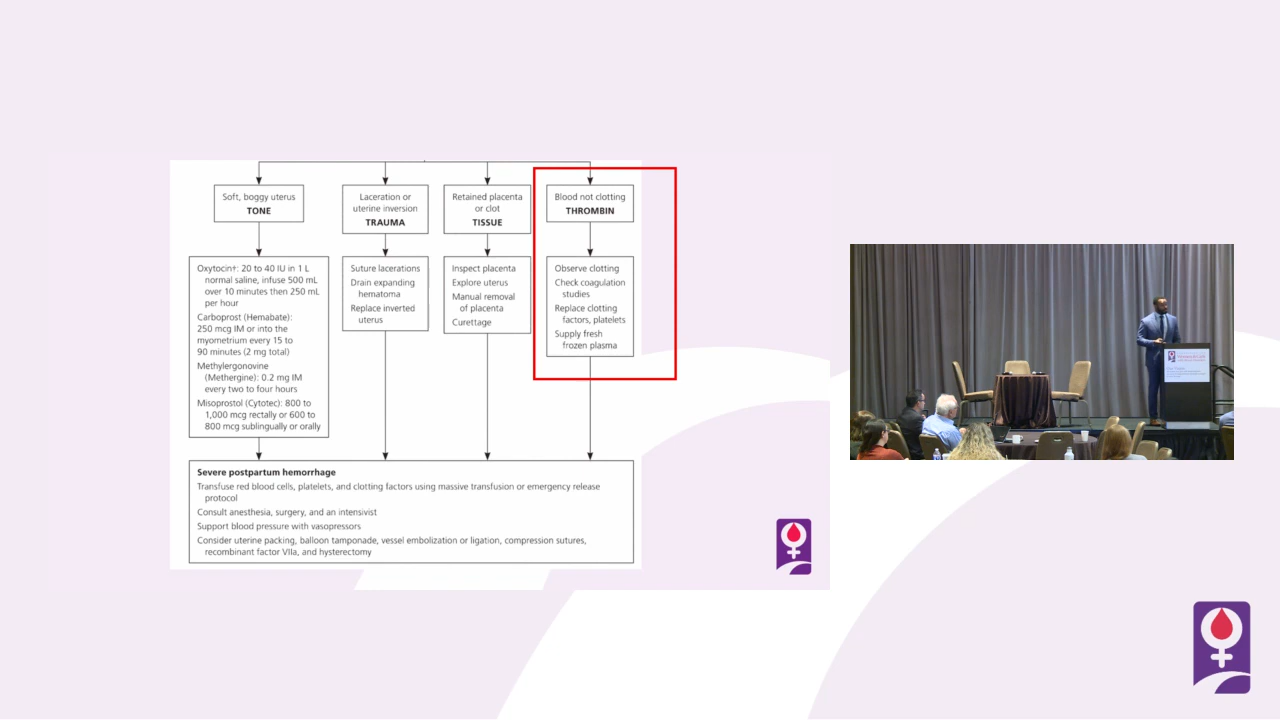 Soft, boggy uterus
TONE
Laceration or
uterine inversion
TRAUMA
Retained placenta
or clot
TISSUE
Blood not clotting
THROMBIN
Oxytocin†: 20 to 40 IU in 1 L
normal saline, infuse 500 mL
over 10 minutes then 250 mL
per hour
Carboprost (Hemabate):
250 mcg IM or into the
myometrium every 15 to
90 minutes (2 mg total)
Methylergonovine
(Methergine): 0.2 mg IM
every two to four hours
Misoprostol (Cytotec): 800 to
1,000 mcg rectally or 600 to
800 mcg sublingually or orally
Suture lacerations
Drain expanding
hematoma
Replace inverted
uterus
Inspect placenta
Explore uterus
Manual removal
of placenta
Curettage
Observe clotting
Check coagulation
studies
Replace clotting
factors, platelets
Supply fresh
frozen plasma
Severe postpartum hemorrhage
Transfuse red blood cells, platelets, and clotting factors using massive transfusion or emergency release
protocol
Consult anesthesia, surgery, and an intensivist
Support blood pressure with vasopressors
Consider uterine packing, balloon tamponade, vessel embolization or ligation, compression sutures,
recombinant factor VIIa, and hysterectomy